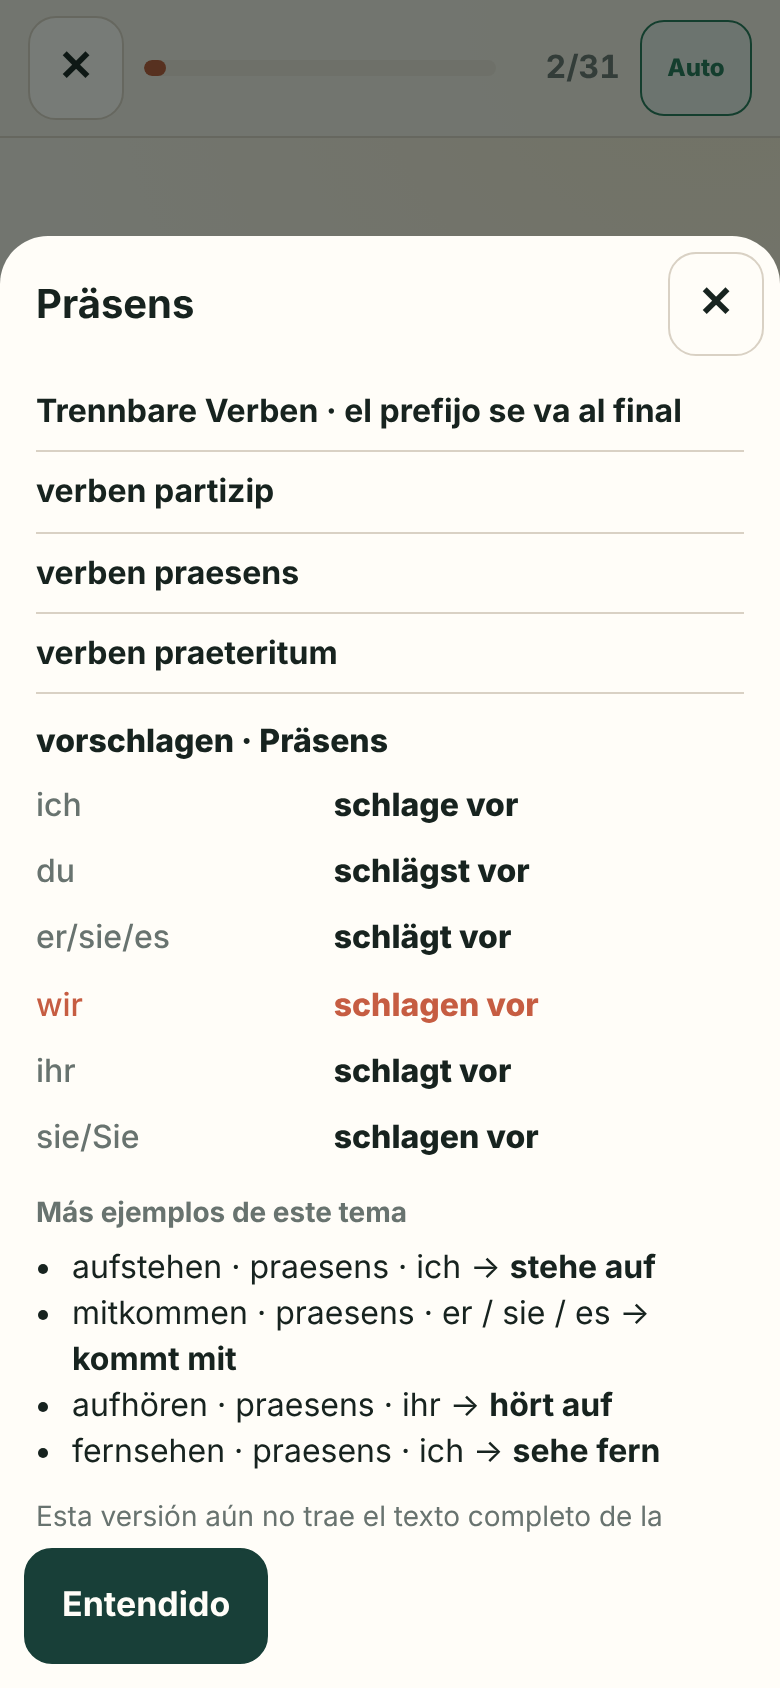 ✕ 2/31 Auto
Präsens ✕
Trennbare Verben · el prefijo se va al final
verben partizip
verben praesens
verben praeteritum
vorschlagen · Präsens
ich schlage vor
du schlägst vor
er/sie/es schlägt vor
wir schlagen vor
ihr schlagt vor
sie/Sie schlagen vor
Más ejemplos de este tema
• aufstehen · praesens · ich → stehe auf
• mitkommen · praesens · er / sie / es →
kommt mit
• aufhören · praesens · ihr → hört auf
• fernsehen · praesens · ich → sehe fern
Esta versión aún no trae el texto completo de la
Entendido